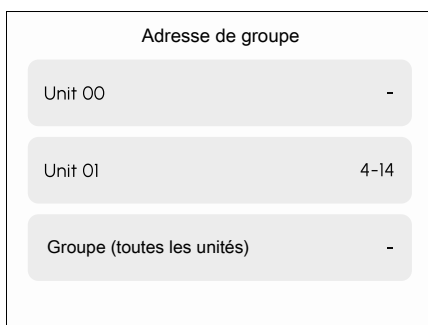 Adresse de groupe
Unit 00 -
Unit 01 4-14
Groupe (toutes les unités) -